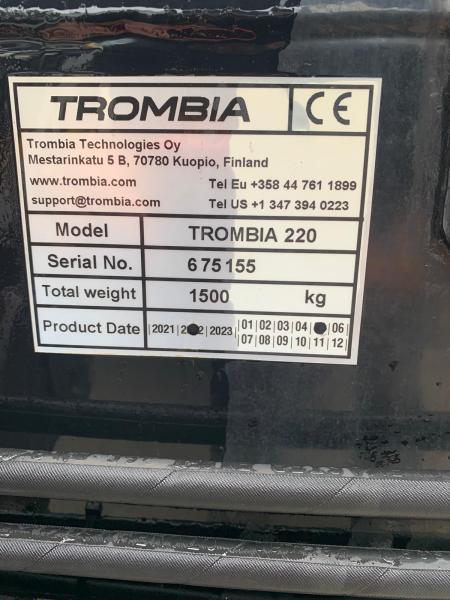 TROMBIA CE
Trombia Technologies Oy
Mestarinkatu 5 B, 70780 Kuopio, Finland
www.trombia.com Tel Eu +358 44 761 1899
support@trombia.com Tel US +1 347 394 0223
Model TROMBIA 220
Serial No. 675155
Total weight 1500 kg
Product Date |2021|2●2|2023| |01|02|03|04|●|06
|07|08|09|10|11|12